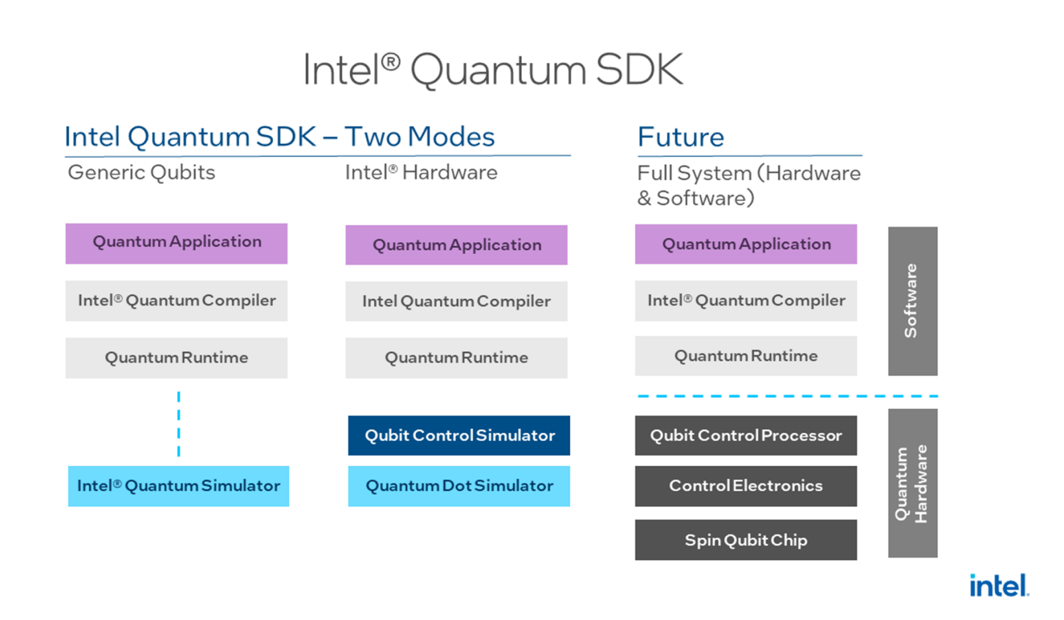 Intel® Quantum SDK
Intel Quantum SDK – Two Modes
Generic Qubits
Intel® Hardware
Quantum Application
Intel® Quantum Compiler
Quantum Runtime
Intel® Quantum Simulator
Quantum Application
Intel Quantum Compiler
Quantum Runtime
Qubit Control Simulator
Quantum Dot Simulator
Future
Full System (Hardware
& Software)
Quantum Application
Intel® Quantum Compiler
Quantum Runtime
Qubit Control Processor
Control Electronics
Spin Qubit Chip
Software
Quantum
Hardware
intel.